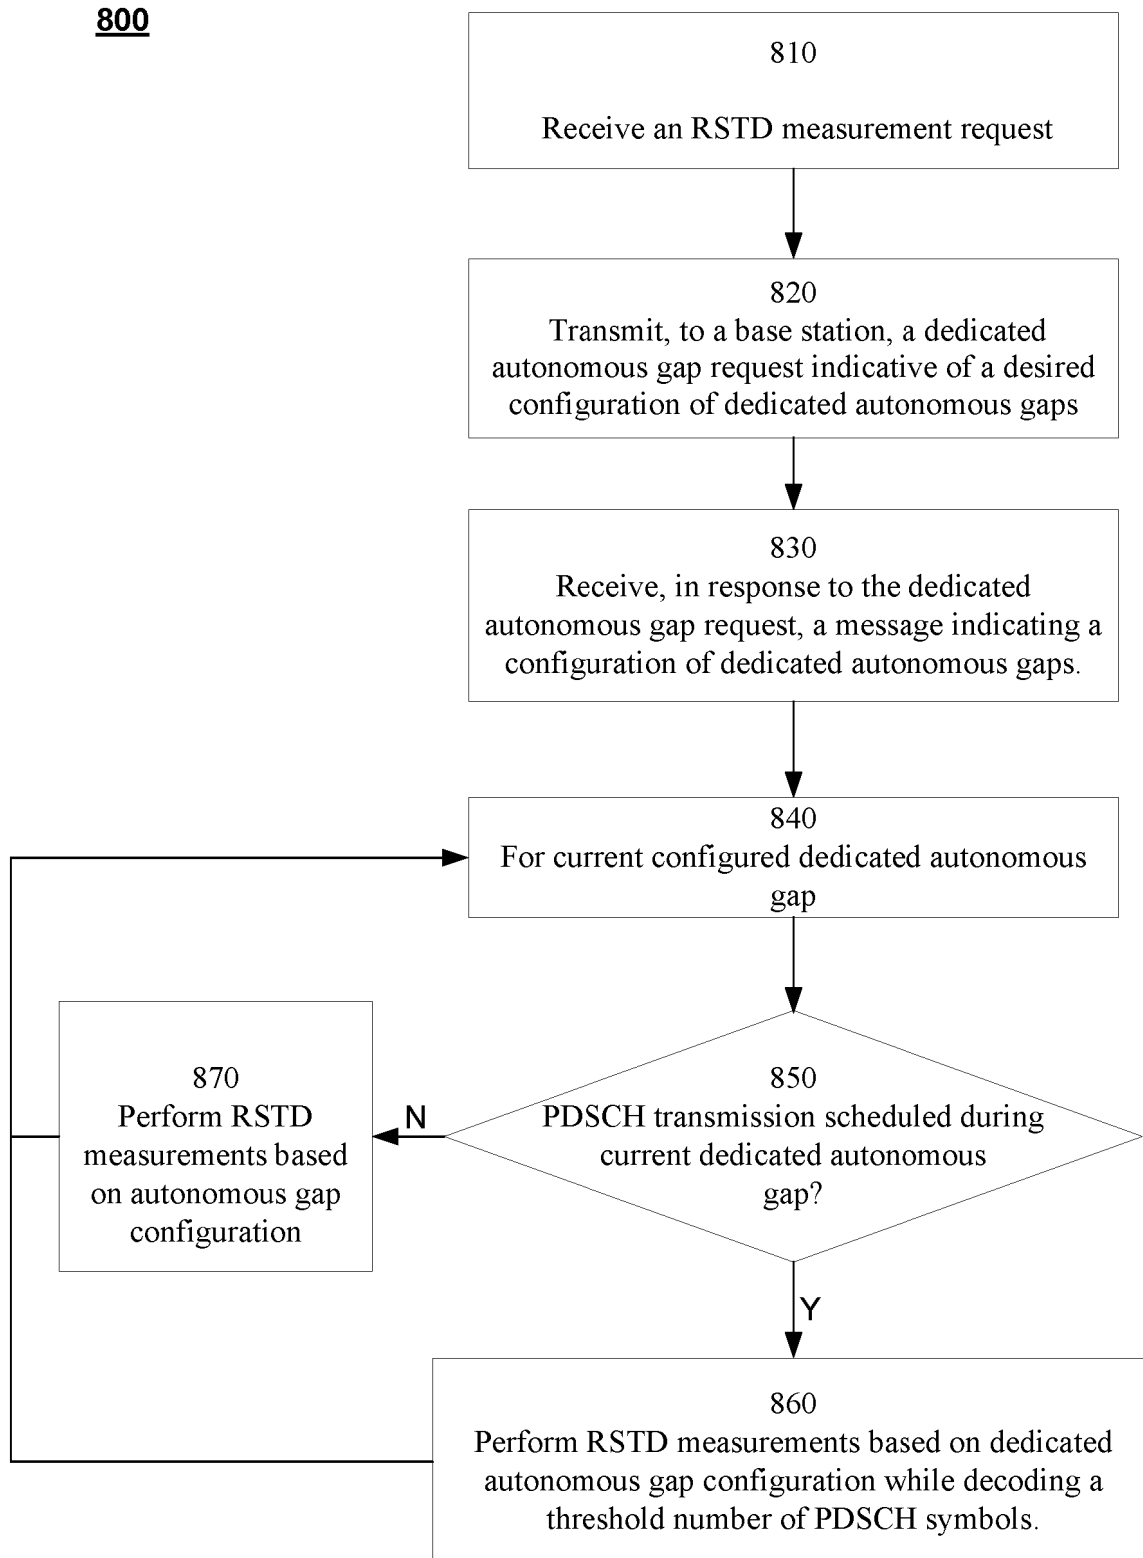 800
810
Receive an RSTD measurement request
820
Transmit, to a base station, a dedicated
autonomous gap request indicative of a desired
configuration of dedicated autonomous gaps
830
Receive, in response to the dedicated
autonomous gap request, a message indicating a
configuration of dedicated autonomous gaps.
840
For current configured dedicated autonomous
gap
850
PDSCH transmission scheduled during
current dedicated autonomous
gap?
N
870
Perform RSTD
measurements based
on autonomous gap
configuration
Y
860
Perform RSTD measurements based on dedicated
autonomous gap configuration while decoding a
threshold number of PDSCH symbols.